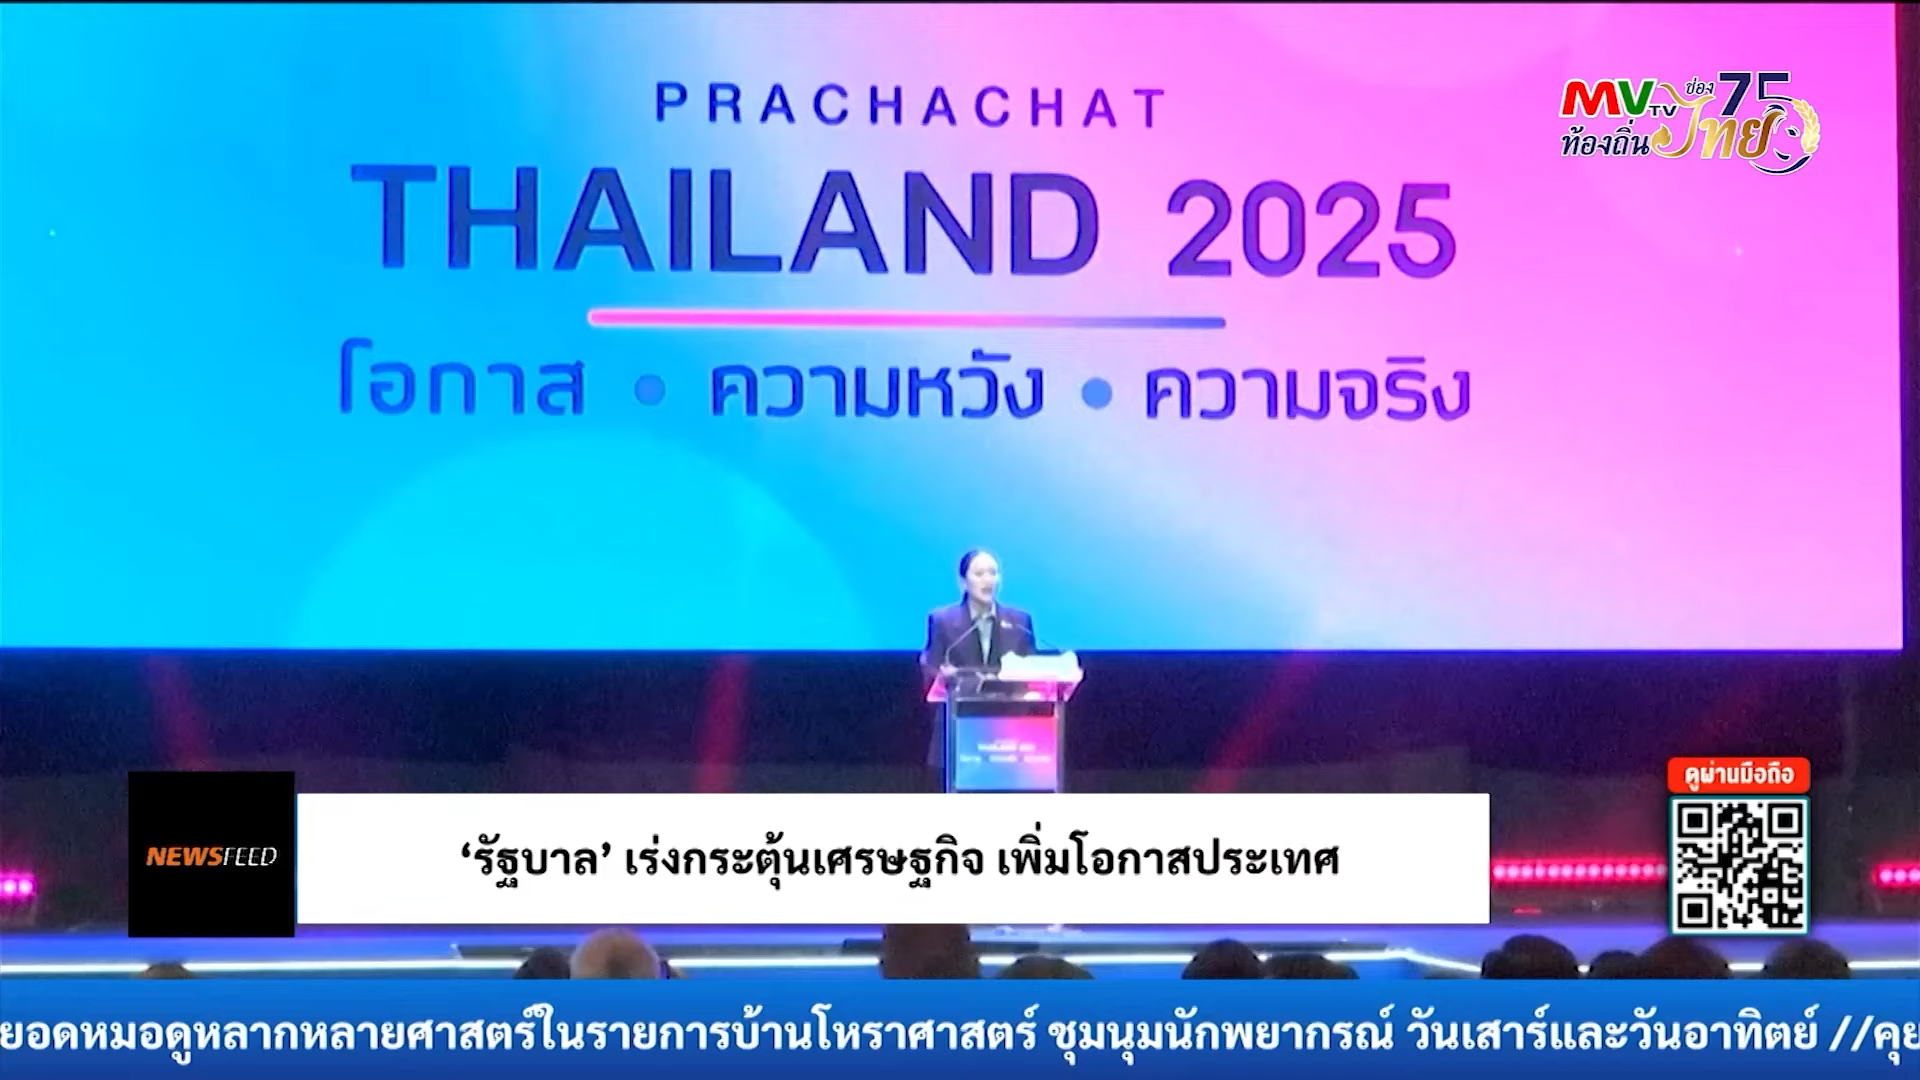 PRACHACHAT
THAILAND 2025
โอกาส • ความหวัง • ความจริง
MVTV ช่อง 75
ท้องถิ่นไทย
ดูผ่านมือถือ
NEWSFEED
‘รัฐบาล’ เร่งกระตุ้นเศรษฐกิจ เพิ่มโอกาสประเทศ
ยอดหมอดูหลากหลายศาสตร์ในรายการบ้านโหราศาสตร์ ชุมนุมนักพยากรณ์ วันเสาร์และวันอาทิตย์ //คุย